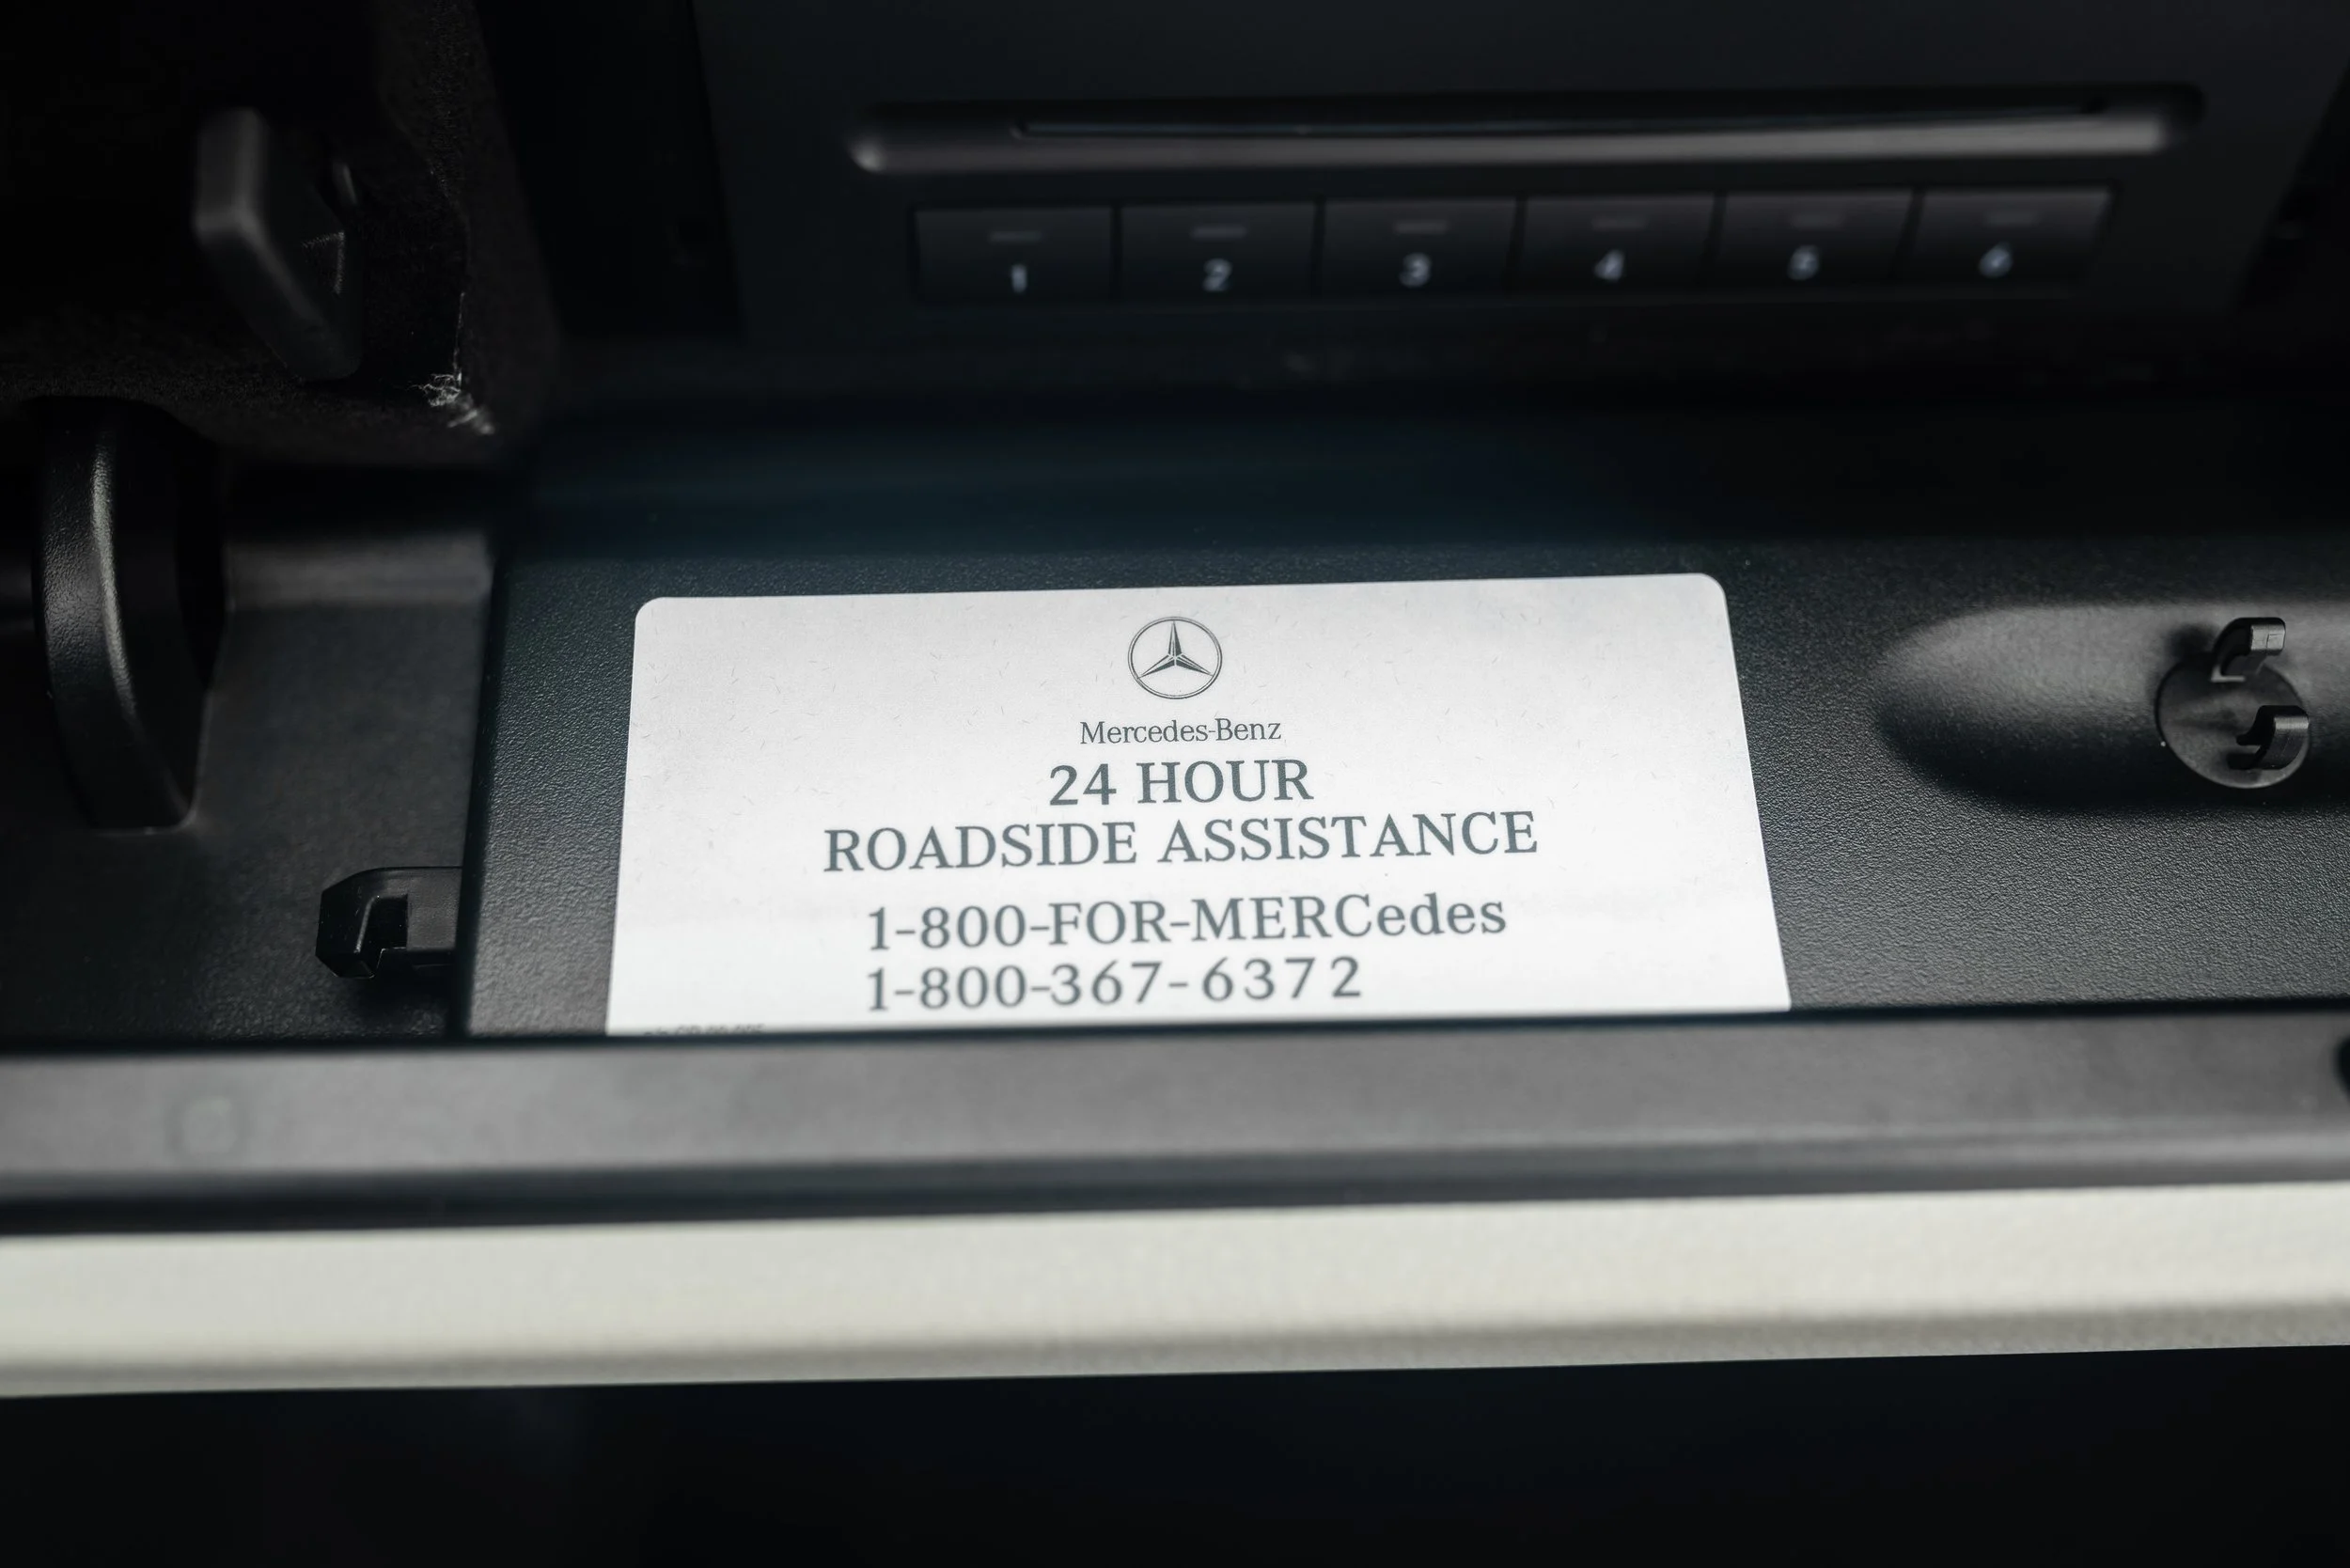 1 2 3 4 5 6
Mercedes-Benz
24 HOUR
ROADSIDE ASSISTANCE
1-800-FOR-MERCedes
1-800-367-6372